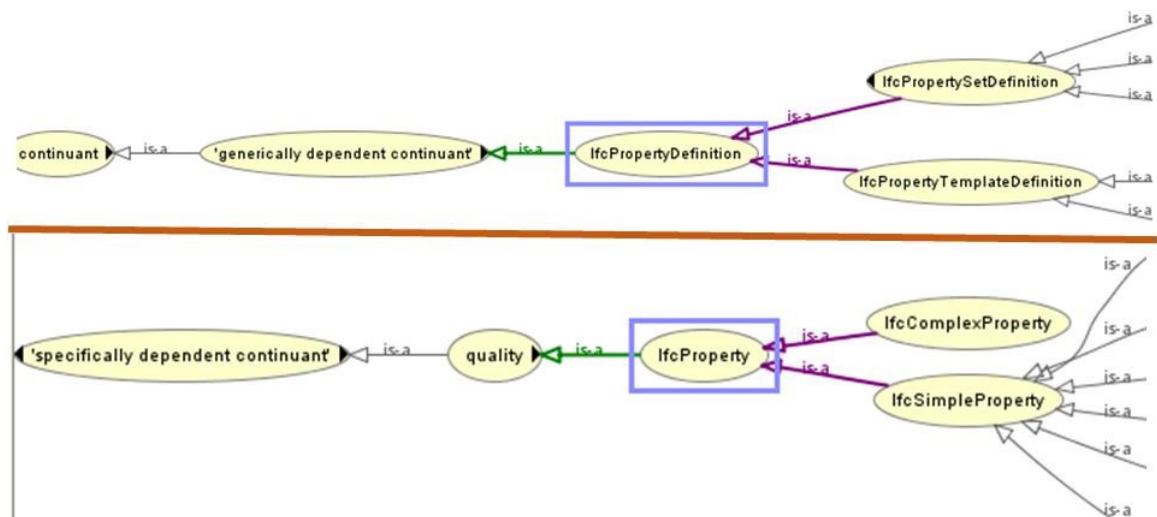 is-a
IfcPropertySetDefinition
is-a
is-a
is-a
continuant
is-a
'generically dependent continuant'
is-a
IfcPropertyDefinition
is-a
IfcPropertyTemplateDefinition
is-a
is-a
is-a
IfcComplexProperty
is-a
is-a
'specifically dependent continuant'
is-a
quality
is-a
IfcProperty
is-a
is-a
IfcSimpleProperty
is-a
is-a
is-a